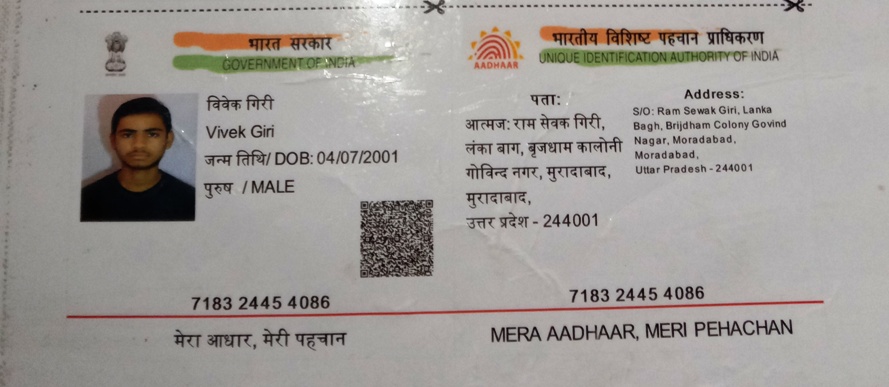 भारत सरकार
GOVERNMENT OF INDIA
विवेक गिरी
Vivek Giri
जन्म तिथि/ DOB: 04/07/2001
पुरुष / MALE
7183 2445 4086
मेरा आधार, मेरी पहचान
AADHAAR
भारतीय विशिष्ट पहचान प्राधिकरण
UNIQUE IDENTIFICATION AUTHORITY OF INDIA
पता:
आत्मज: राम सेवक गिरी,
लंका बाग, बृजधाम कालोनी
गोविन्द नगर, मुरादाबाद,
मुरादाबाद,
उत्तर प्रदेश - 244001
Address:
S/O: Ram Sewak Giri, Lanka
Bagh, Brijdham Colony Govind
Nagar, Moradabad,
Moradabad,
Uttar Pradesh - 244001
7183 2445 4086
MERA AADHAAR, MERI PEHACHAN